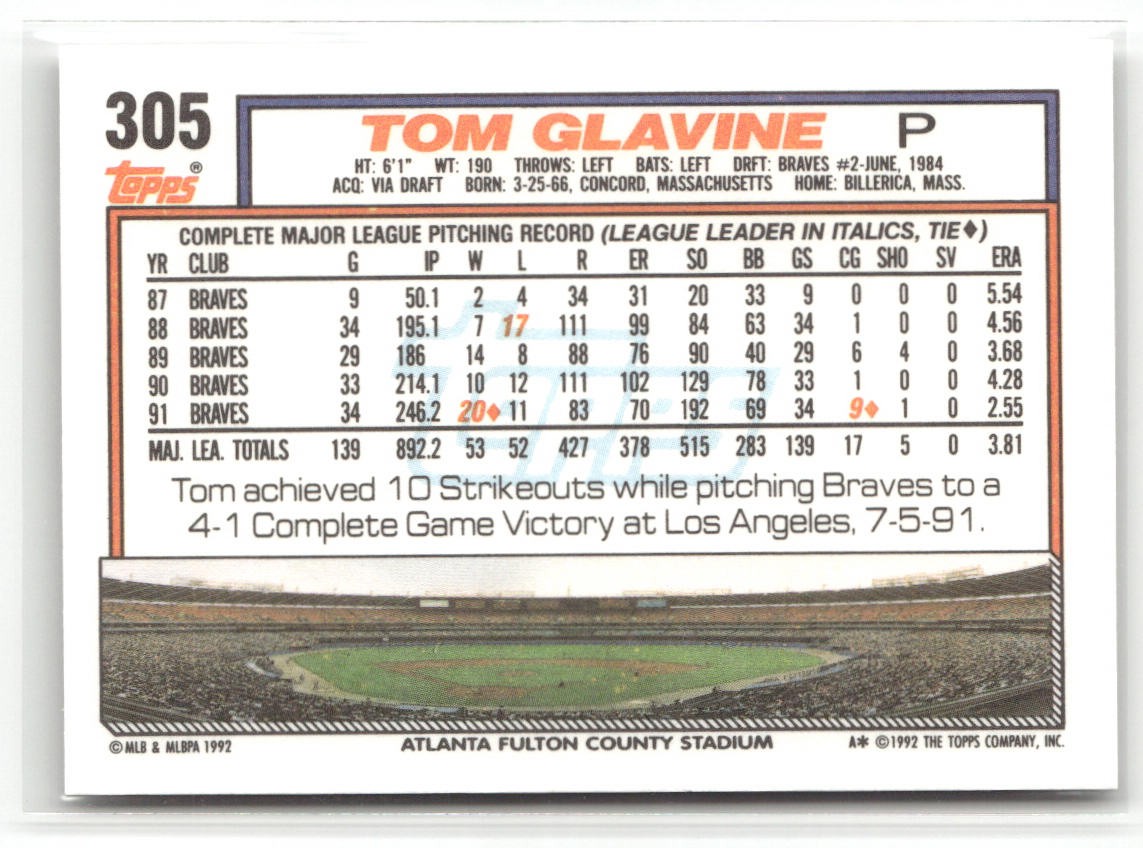 305
TOM GLAVINE P
Topps®
HT: 6'1" WT: 190 THROWS: LEFT BATS: LEFT DRFT: BRAVES #2-JUNE, 1984
ACQ: VIA DRAFT BORN: 3-25-66, CONCORD, MASSACHUSETTS HOME: BILLERICA, MASS.
COMPLETE MAJOR LEAGUE PITCHING RECORD (LEAGUE LEADER IN ITALICS, TIE♦)
YR CLUB G IP W L R ER SO BB GS CG SHO SV ERA
87 BRAVES 9 50.1 2 4 34 31 20 33 9 0 0 0 5.54
88 BRAVES 34 195.1 7 17 111 99 84 63 34 1 0 0 4.56
89 BRAVES 29 186 14 8 88 76 90 40 29 6 4 0 3.68
90 BRAVES 33 214.1 10 12 111 102 129 78 33 1 0 0 4.28
91 BRAVES 34 246.2 20♦ 11 83 70 192 69 34 9♦ 1 0 2.55
MAJ. LEA. TOTALS 139 892.2 53 52 427 378 515 283 139 17 5 0 3.81
Topps
Tom achieved 10 Strikeouts while pitching Braves to a
4-1 Complete Game Victory at Los Angeles, 7-5-91.
©MLB & MLBPA 1992 ATLANTA FULTON COUNTY STADIUM A* ©1992 THE TOPPS COMPANY, INC.